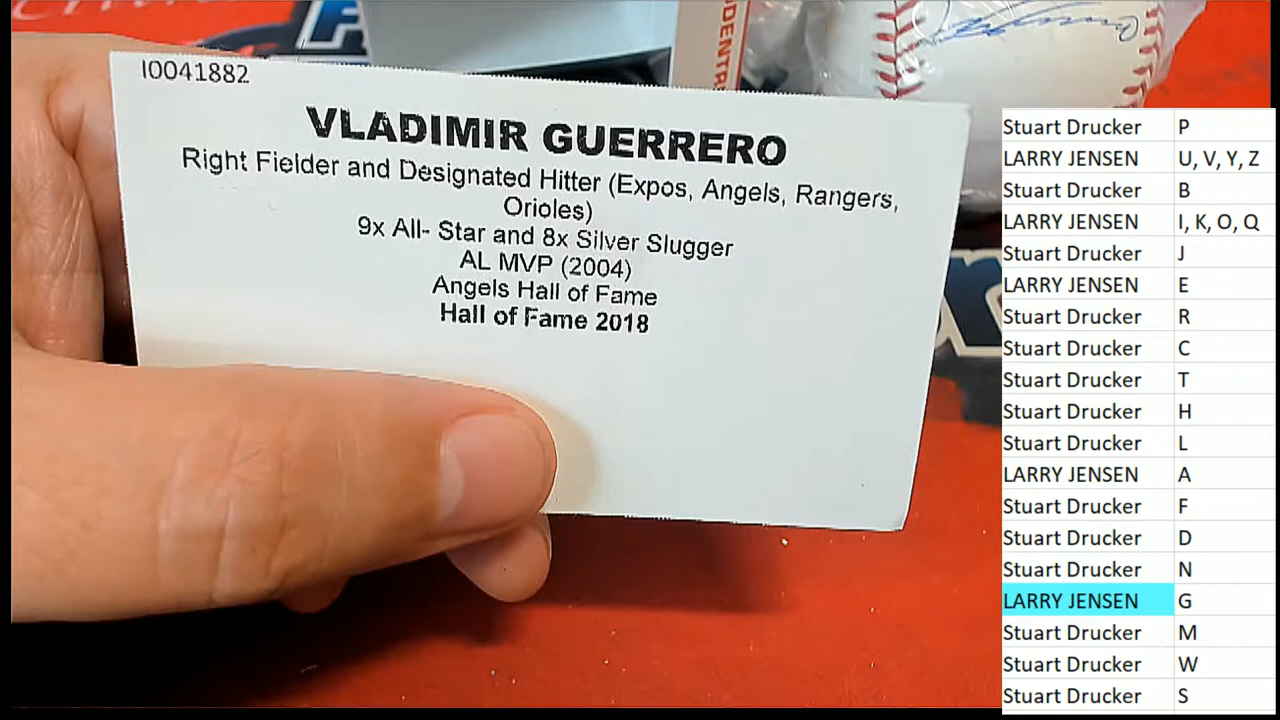 I0041882
VLADIMIR GUERRERO
Right Fielder and Designated Hitter (Expos, Angels, Rangers,
Orioles)
9x All- Star and 8x Silver Slugger
AL MVP (2004)
Angels Hall of Fame
Hall of Fame 2018
Stuart Drucker P
LARRY JENSEN U, V, Y, Z
Stuart Drucker B
LARRY JENSEN I, K, O, Q
Stuart Drucker J
LARRY JENSEN E
Stuart Drucker R
Stuart Drucker C
Stuart Drucker T
Stuart Drucker H
Stuart Drucker L
LARRY JENSEN A
Stuart Drucker F
Stuart Drucker D
Stuart Drucker N
LARRY JENSEN G
Stuart Drucker M
Stuart Drucker W
Stuart Drucker S